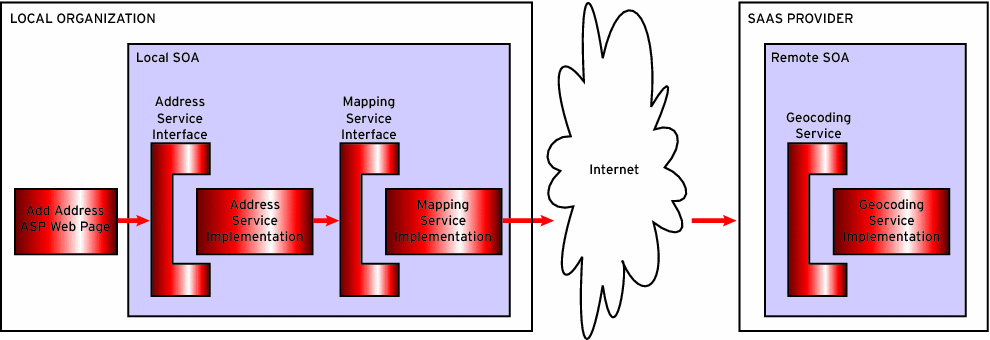 LOCAL ORGANIZATION
Local SOA
Address
Service
Interface
Mapping
Service
Interface
Add Address
ASP Web Page
Address
Service
Implementation
Mapping
Service
Implementation
Internet
SAAS PROVIDER
Remote SOA
Geocoding
Service
Geocoding
Service
Implementation